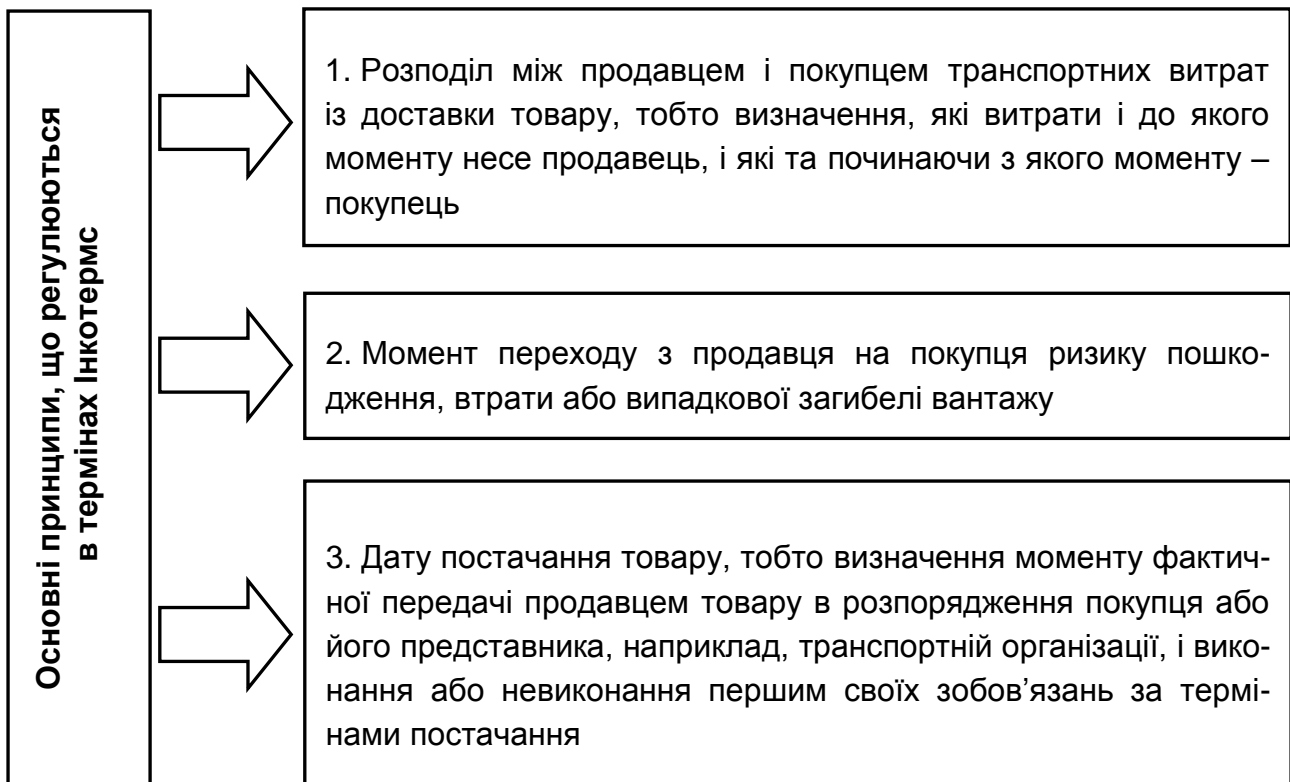 Основні принципи, що регулюються
в термінах Інкотермс
1. Розподіл між продавцем і покупцем транспортних витрат
із доставки товару, тобто визначення, які витрати і до якого
моменту несе продавець, і які та починаючи з якого моменту –
покупець
2. Момент переходу з продавця на покупця ризику пошко-
дження, втрати або випадкової загибелі вантажу
3. Дату постачання товару, тобто визначення моменту фактич-
ної передачі продавцем товару в розпорядження покупця або
його представника, наприклад, транспортній організації, і вико-
нання або невиконання першим своїх зобов’язань за термі-
нами постачання